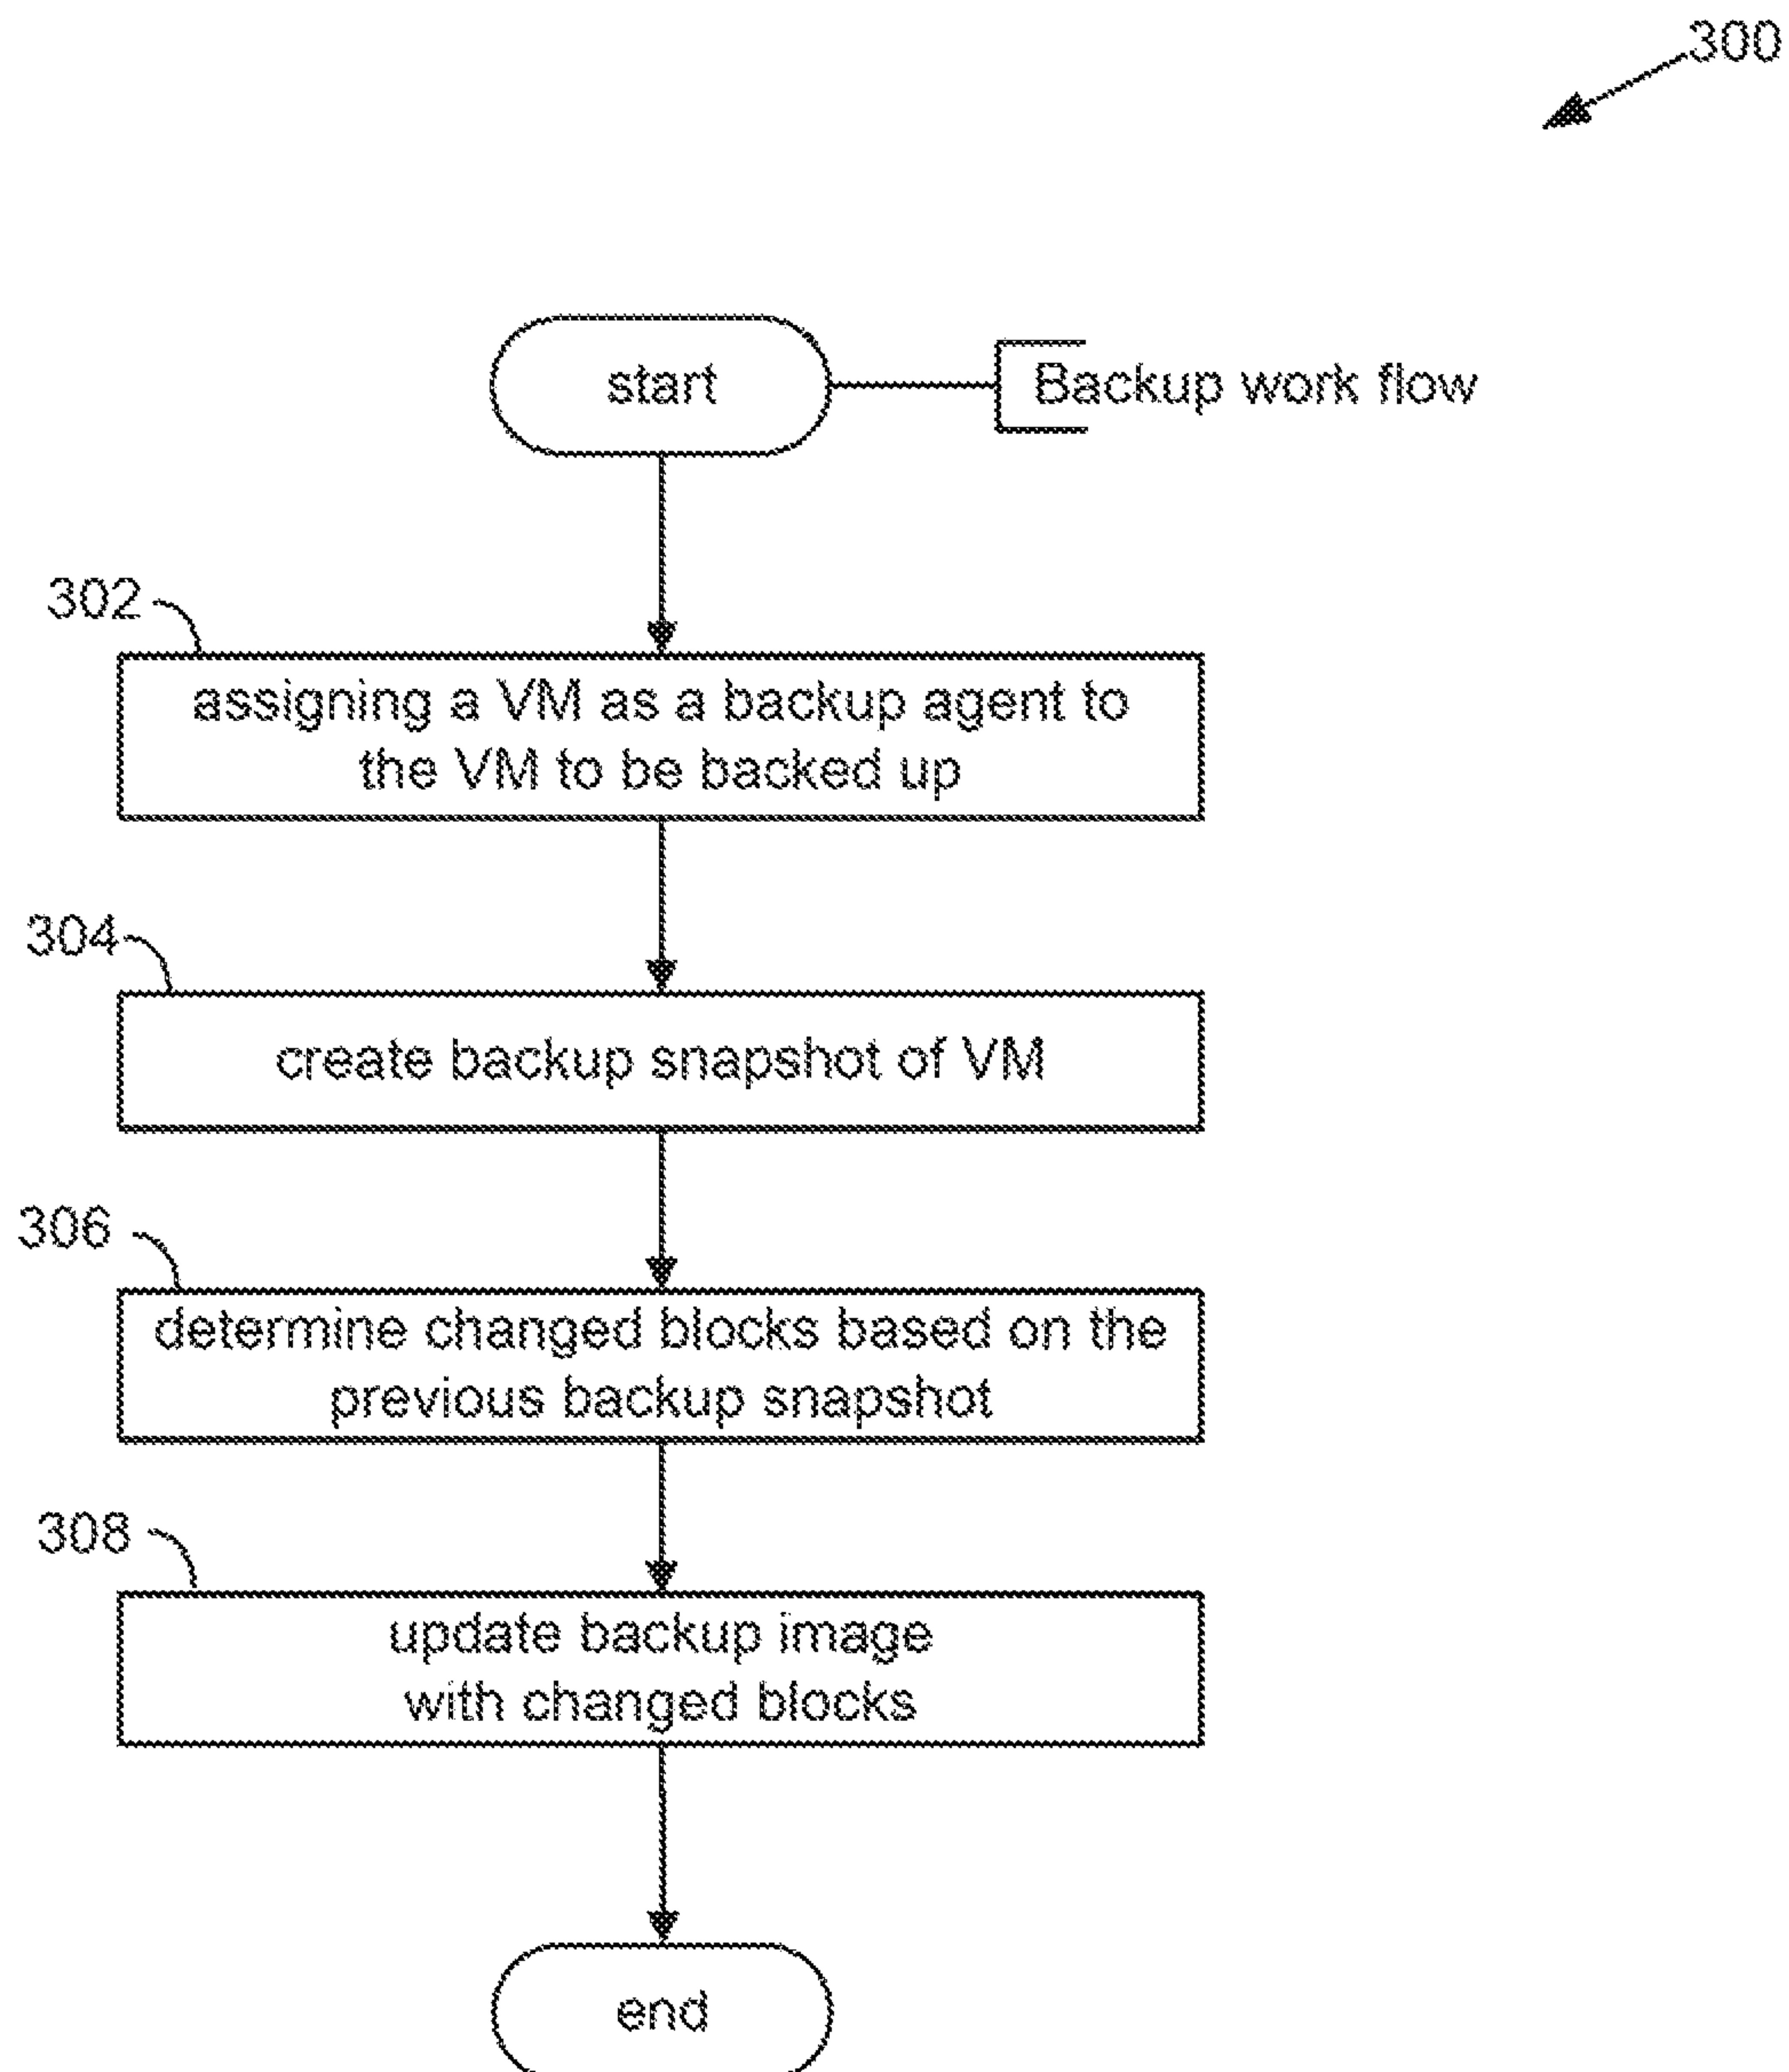 300
start
Backup work flow
302
assigning a VM as a backup agent to
the VM to be backed up
304
create backup snapshot of VM
306
determine changed blocks based on the
previous backup snapshot
308
update backup image
with changed blocks
end